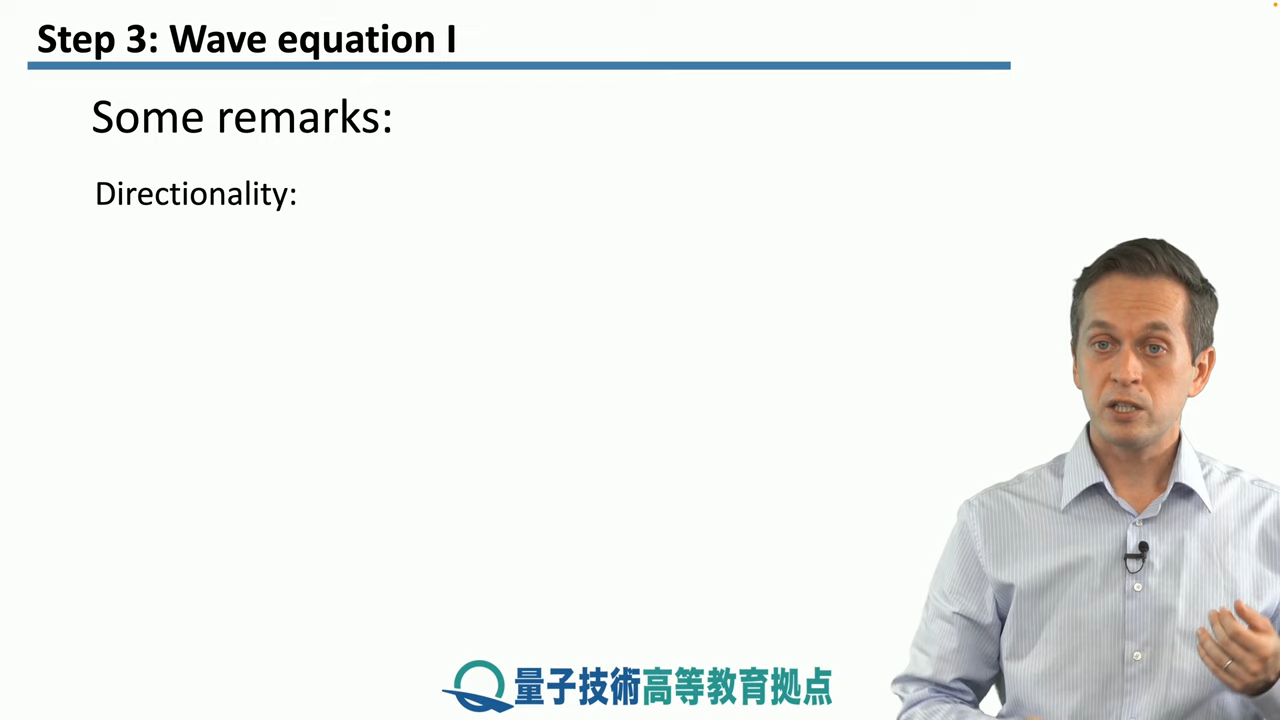 Step 3: Wave equation I
Some remarks:
Directionality:
量子技術高等教育拠点